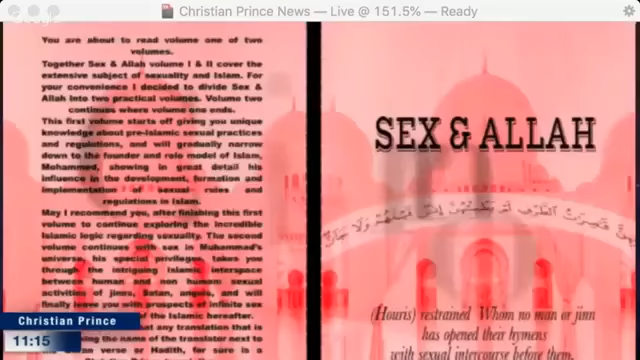 Christian Prince News — Live @ 151.5% — Ready
You are about to read volume one of two
volumes.
Together Sex & Allah volume I & II cover the
extensive subject of sexuality and Islam. For
your convenience I decided to divide Sex &
Allah into two practical volumes. Volume two
continues where volume one ends.
This first volume starts off giving you unique
knowledge about pre-Islamic sexual practices
and regulations, and will gradually narrow
down to the founder and role model of Islam,
Mohammed, showing in great detail his
influence in the development, formation and
implementation of sexual rules and
regulations in Islam.
May I recommend you, after finishing this first
volume to continue exploring the incredible
Islamic logic regarding sexuality. The second
volume continues with sex in Muhammad's
universe, his special privileges, takes you
through the intriguing Islamic interspace
between human and non human sexual
activities of jinns, Satan, angels, and will
finally leave you with prospects of infinite sex
of the Islamic hereafter.
at any translation that is
ing the name of the translator next to
an verse or Hadith, for sure is a
SEX & ALLAH
(Houris) restrained Whom no man or jinn
has opened their hymens
with sexual intercourse before them
Christian Prince
11:15